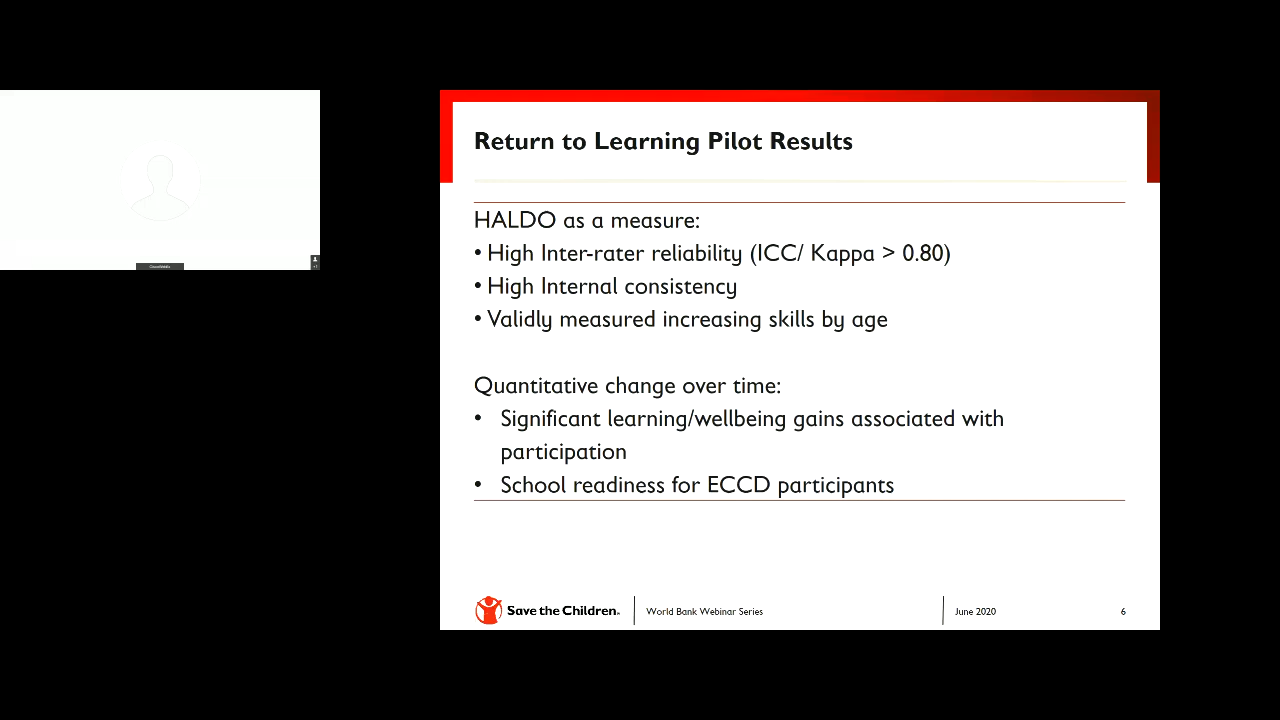 Return to Learning Pilot Results
HALDO as a measure:
• High Inter-rater reliability (ICC/ Kappa > 0.80)
• High Internal consistency
• Validly measured increasing skills by age
Quantitative change over time:
• Significant learning/wellbeing gains associated with
participation
• School readiness for ECCD participants
Save the Children. World Bank Webinar Series June 2020 6